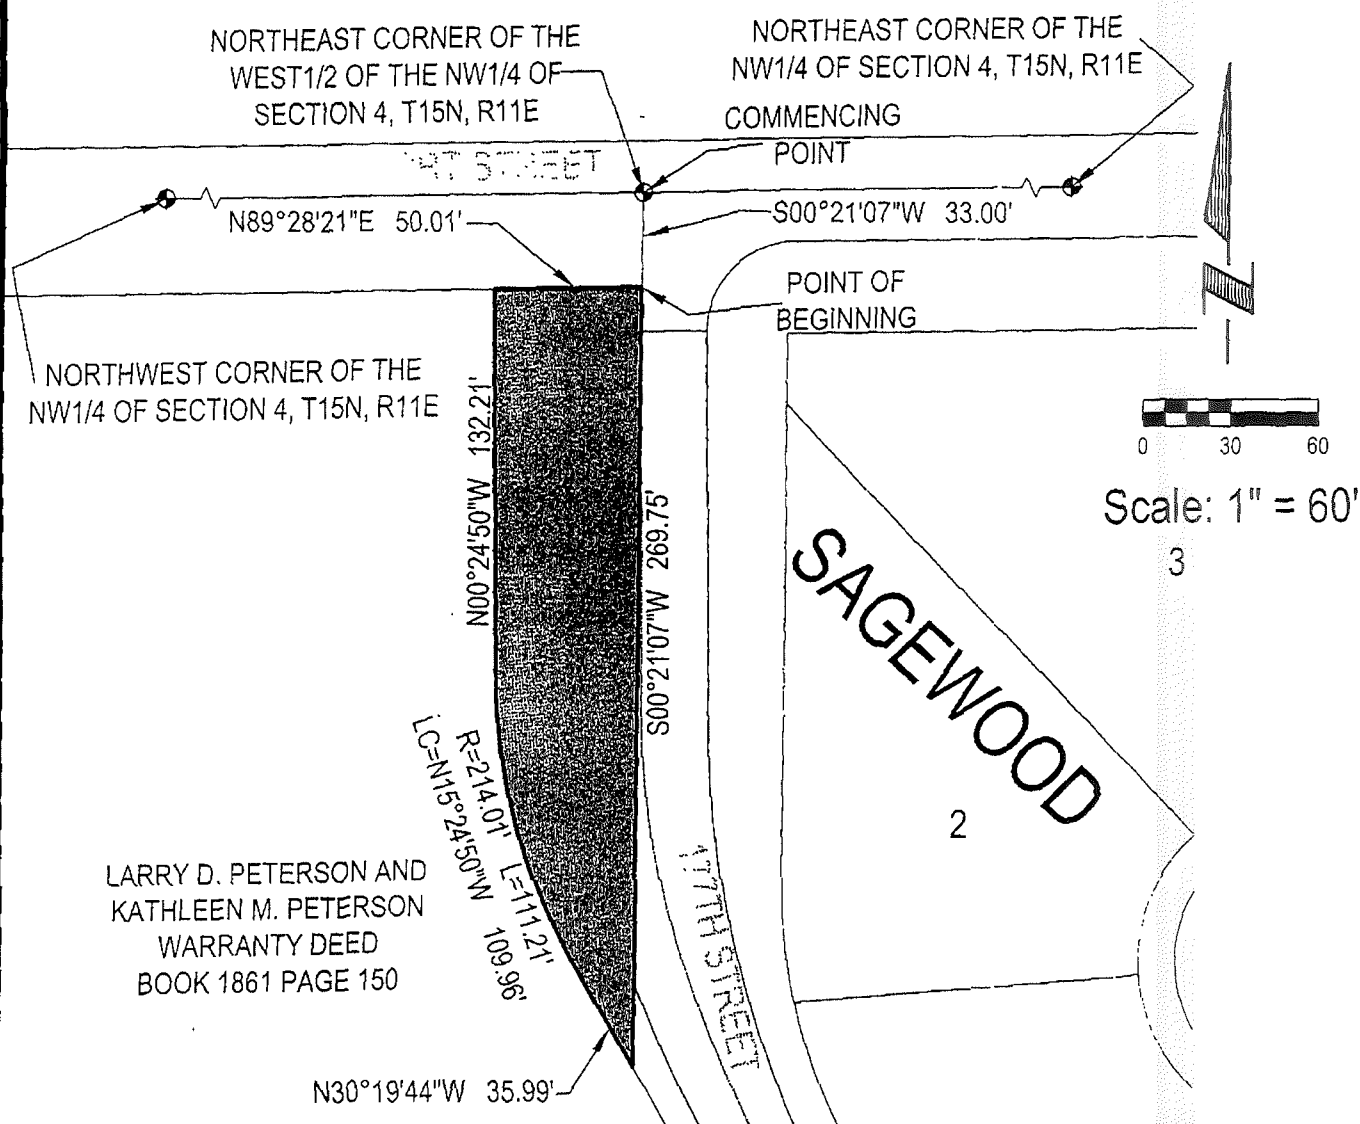 NORTHEAST CORNER OF THE
WEST1/2 OF THE NW1/4 OF
SECTION 4, T15N, R11E
NORTHEAST CORNER OF THE
NW1/4 OF SECTION 4, T15N, R11E
COMMENCING
POINT
STREET
N89°28'21"E 50.01'
S00°21'07"W 33.00'
POINT OF
BEGINNING
NORTHWEST CORNER OF THE
NW1/4 OF SECTION 4, T15N, R11E
N00°24'50"W 132.21'
S00°21'07"W 269.75'
0 30 60
Scale: 1" = 60'
3
SAGEWOOD
2
R=214.01' L=111.21'
LC=N15°24'50"W 109.96'
177TH STREET
LARRY D. PETERSON AND
KATHLEEN M. PETERSON
WARRANTY DEED
BOOK 1861 PAGE 150
N30°19'44"W 35.99'